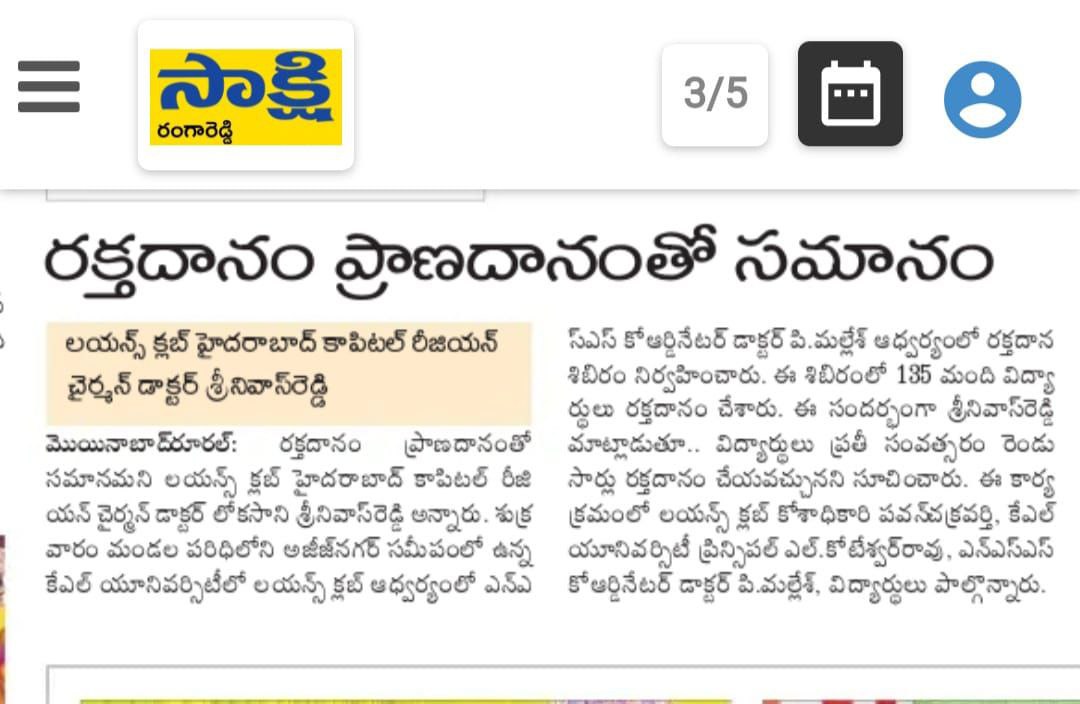 సాక్షి
రంగారెడ్డి
3/5
రక్తదానం ప్రాణదానంతో సమానం
లయన్స్ క్లబ్ హైదరాబాద్ కాపిటల్ రీజియన్
చైర్మన్ డాక్టర్ శ్రీనివాస్‌రెడ్డి
మొయినాబాద్‌రూరల్: రక్తదానం ప్రాణదానంతో
సమానమని లయన్స్ క్లబ్ హైదరాబాద్ కాపిటల్ రీజి
యన్ చైర్మన్ డాక్టర్ లోకసాని శ్రీనివాస్‌రెడ్డి అన్నారు. శుక్ర
వారం మండల పరిధిలోని అజీజ్‌నగర్ సమీపంలో ఉన్న
కేఎల్ యూనివర్సిటీలో లయన్స్ క్లబ్ ఆధ్వర్యంలో ఎన్ఎ
స్ఎస్ కోఆర్డినేటర్ డాక్టర్ పి.మల్లేశ్ ఆధ్వర్యంలో రక్తదాన
శిబిరం నిర్వహించారు. ఈ శిబిరంలో 135 మంది విద్యా
ర్థులు రక్తదానం చేశారు. ఈ సందర్భంగా శ్రీనివాస్‌రెడ్డి
మాట్లాడుతూ.. విద్యార్థులు ప్రతీ సంవత్సరం రెండు
సార్లు రక్తదానం చేయవచ్చునని సూచించారు. ఈ కార్య
క్రమంలో లయన్స్ క్లబ్ కోశాధికారి పవన్‌చక్రవర్తి, కేఎల్
యూనివర్సిటీ ప్రిన్సిపల్ ఎల్.కోటేశ్వర్‌రావు, ఎన్ఎస్ఎస్
కోఆర్డినేటర్ డాక్టర్ పి.మల్లేశ్, విద్యార్థులు పాల్గొన్నారు.